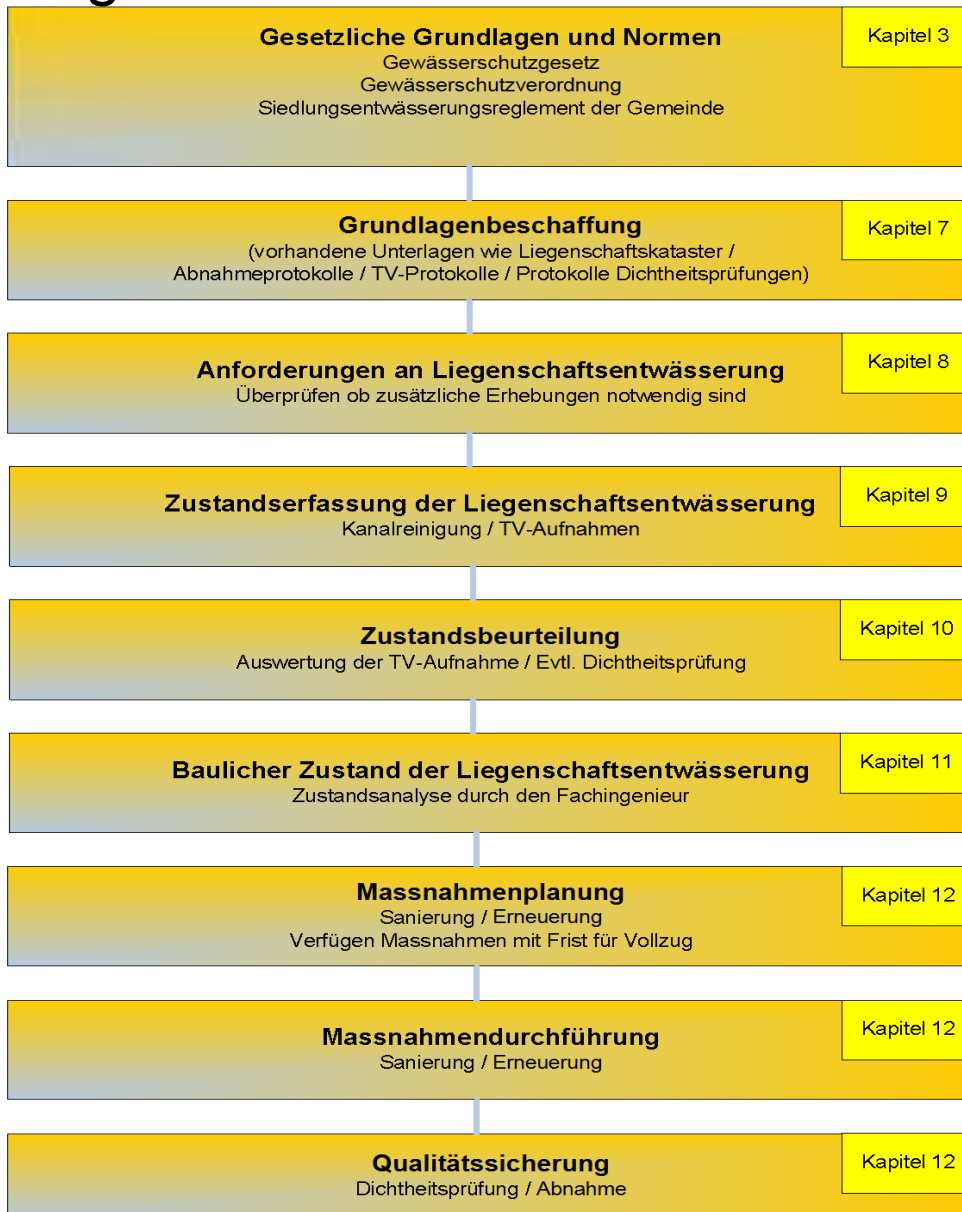 Gesetzliche Grundlagen und Normen
Kapitel 3
Gewässerschutzgesetz
Gewässerschutzverordnung
Siedlungsentwässerungsreglement der Gemeinde
Grundlagenbeschaffung
Kapitel 7
(vorhandene Unterlagen wie Liegenschaftskataster /
Abnahmeprotokolle / TV-Protokolle / Protokolle Dichtheitsprüfungen)
Anforderungen an Liegenschaftsentwässerung
Kapitel 8
Überprüfen ob zusätzliche Erhebungen notwendig sind
Zustandserfassung der Liegenschaftsentwässerung
Kapitel 9
Kanalreinigung / TV-Aufnahmen
Zustandsbeurteilung
Kapitel 10
Auswertung der TV-Aufnahme / Evtl. Dichtheitsprüfung
Baulicher Zustand der Liegenschaftsentwässerung
Kapitel 11
Zustandsanalyse durch den Fachingenieur
Massnahmenplanung
Kapitel 12
Sanierung / Erneuerung
Verfügen Massnahmen mit Frist für Vollzug
Massnahmendurchführung
Kapitel 12
Sanierung / Erneuerung
Qualitätssicherung
Kapitel 12
Dichtheitsprüfung / Abnahme